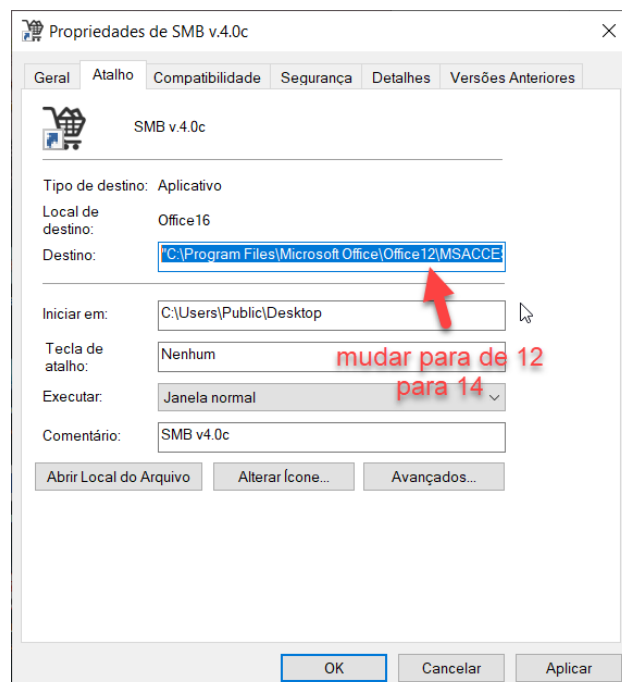 Propriedades de SMB v.4.0c
Geral Atalho Compatibilidade Segurança Detalhes Versões Anteriores
SMB v.4.0c
Tipo de destino: Aplicativo
Local de destino: Office16
Destino: "C:\Program Files\Microsoft Office\Office12\MSACCES
Iniciar em: C:\Users\Public\Desktop
Tecla de atalho: Nenhum
mudar para de 12
para 14
Executar: Janela normal
Comentário: SMB v4.0c
Abrir Local do Arquivo Alterar Ícone... Avançados...
OK Cancelar Aplicar